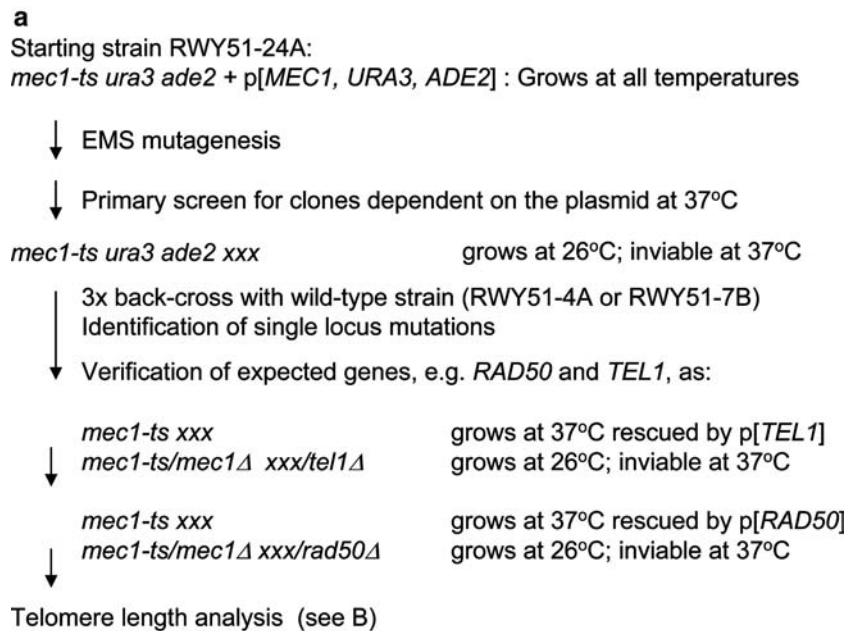 a
Starting strain RWY51-24A:
mec1-ts ura3 ade2 + p[MEC1, URA3, ADE2] : Grows at all temperatures
EMS mutagenesis
Primary screen for clones dependent on the plasmid at 37°C
mec1-ts ura3 ade2 xxx grows at 26°C; inviable at 37°C
3x back-cross with wild-type strain (RWY51-4A or RWY51-7B)
Identification of single locus mutations
Verification of expected genes, e.g. RAD50 and TEL1, as:
mec1-ts xxx grows at 37°C rescued by p[TEL1]
mec1-ts/mec1Δ xxx/tel1Δ grows at 26°C; inviable at 37°C
mec1-ts xxx grows at 37°C rescued by p[RAD50]
mec1-ts/mec1Δ xxx/rad50Δ grows at 26°C; inviable at 37°C
Telomere length analysis (see B)